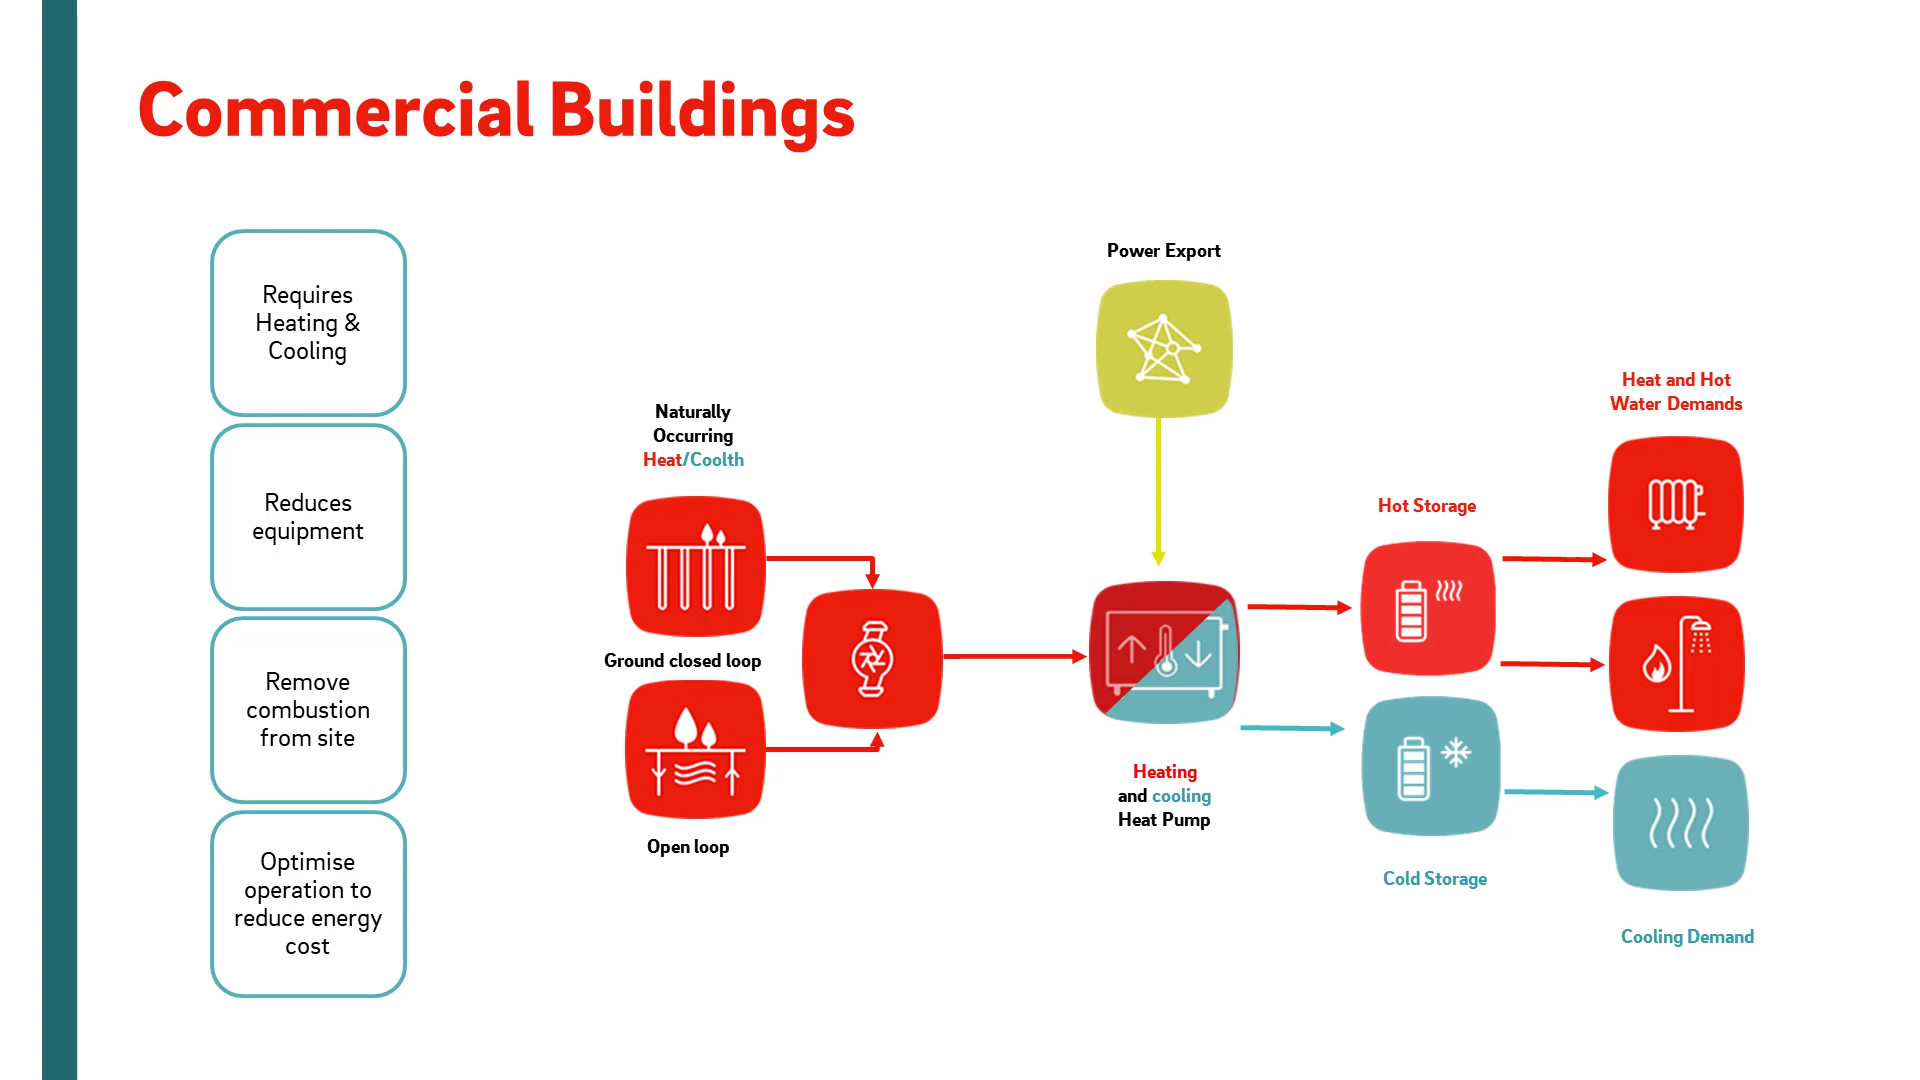 Commercial Buildings
Requires
Heating &
Cooling
Reduces
equipment
Remove
combustion
from site
Optimise
operation to
reduce energy
cost
Naturally
Occurring
Heat/Coolth
Ground closed loop
Open loop
Power Export
Heating
and cooling
Heat Pump
Hot Storage
Cold Storage
Heat and Hot
Water Demands
Cooling Demand